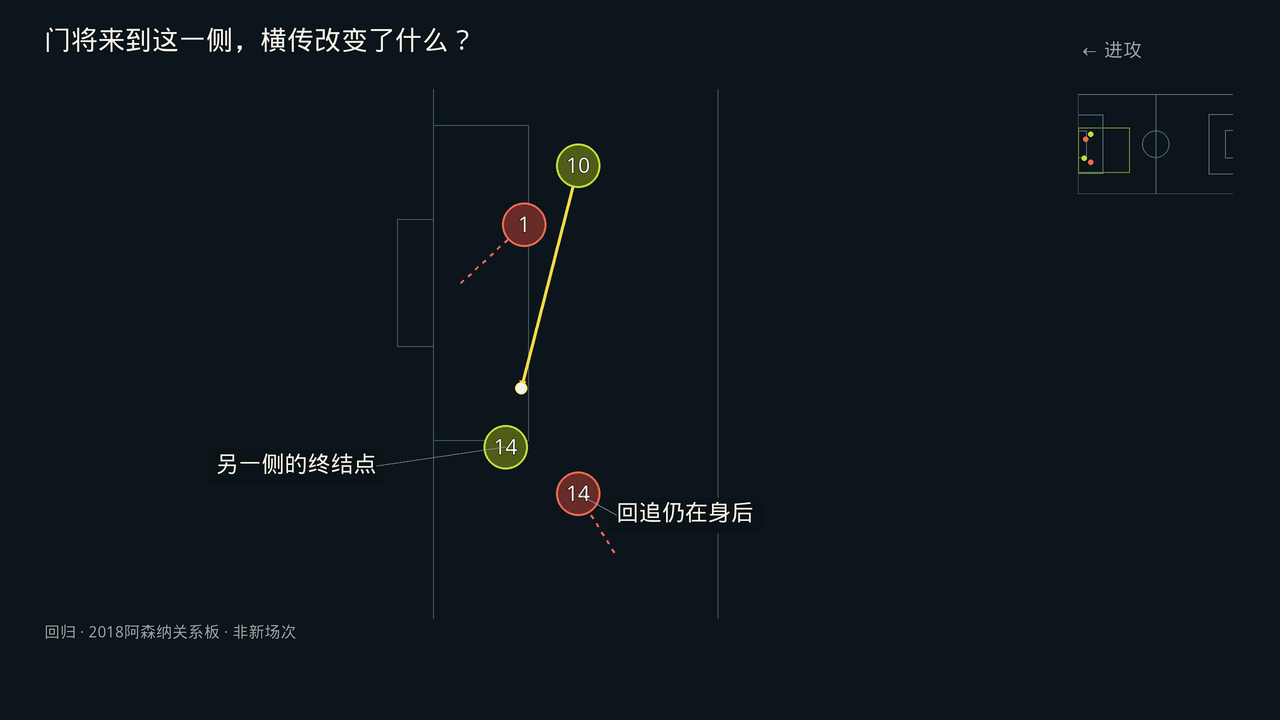 门将来到这一侧，横传改变了什么？
← 进攻
10
1
14
另一侧的终结点
14
回追仍在身后
回归 · 2018阿森纳关系板 · 非新场次